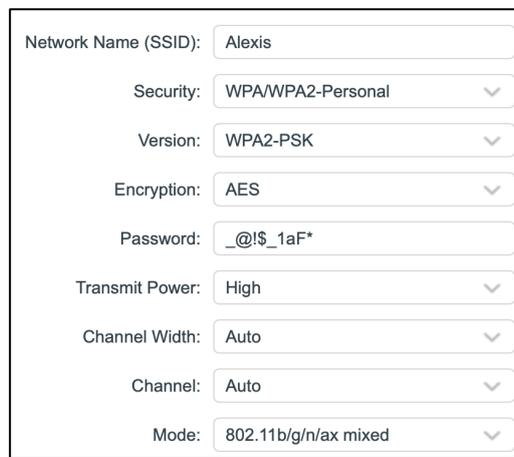 Network Name (SSID): Alexis
Security: WPA/WPA2-Personal
Version: WPA2-PSK
Encryption: AES
Password: _@!$_1aF*
Transmit Power: High
Channel Width: Auto
Channel: Auto
Mode: 802.11b/g/n/ax mixed